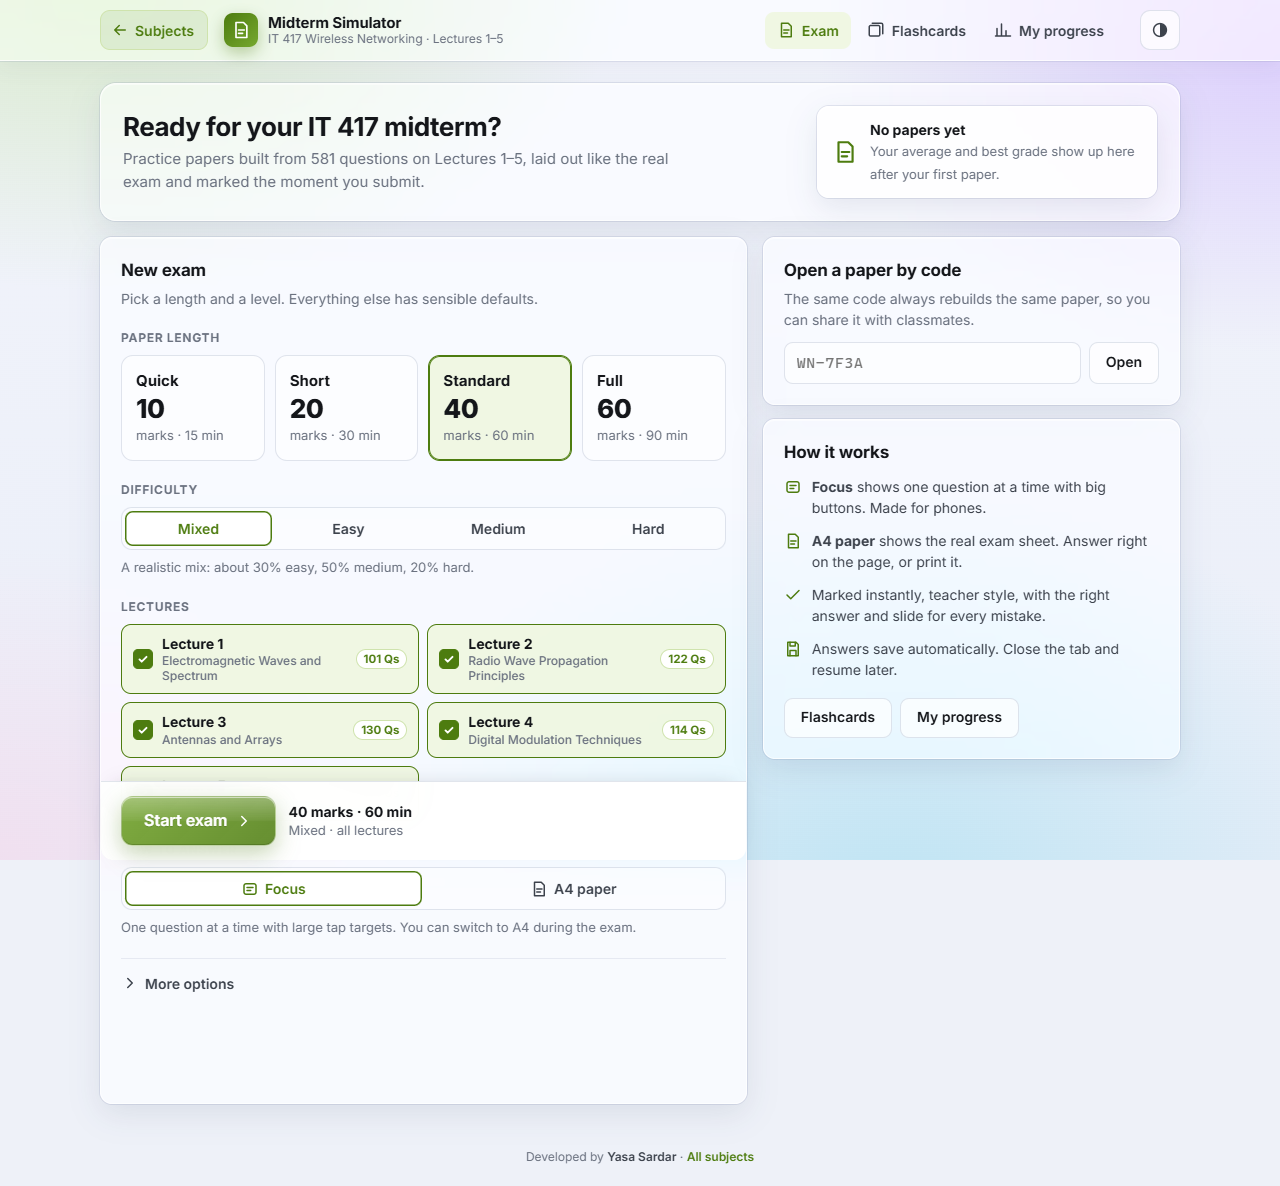 Subjects
Midterm Simulator
IT 417 Wireless Networking · Lectures 1–5
Exam
Flashcards
My progress
Ready for your IT 417 midterm?
Practice papers built from 581 questions on Lectures 1–5, laid out like the real
exam and marked the moment you submit.
No papers yet
Your average and best grade show up here
after your first paper.
New exam
Pick a length and a level. Everything else has sensible defaults.
PAPER LENGTH
Quick
10
marks · 15 min
Short
20
marks · 30 min
Standard
40
marks · 60 min
Full
60
marks · 90 min
DIFFICULTY
Mixed
Easy
Medium
Hard
A realistic mix: about 30% easy, 50% medium, 20% hard.
LECTURES
Lecture 1
Electromagnetic Waves and
Spectrum
101 Qs
Lecture 2
Radio Wave Propagation
Principles
122 Qs
Lecture 3
Antennas and Arrays
130 Qs
Lecture 4
Digital Modulation Techniques
114 Qs
Start exam
40 marks · 60 min
Mixed · all lectures
Focus
A4 paper
One question at a time with large tap targets. You can switch to A4 during the exam.
More options
Open a paper by code
The same code always rebuilds the same paper, so you
can share it with classmates.
WN-7F3A
Open
How it works
Focus shows one question at a time with big
buttons. Made for phones.
A4 paper shows the real exam sheet. Answer right
on the page, or print it.
Marked instantly, teacher style, with the right
answer and slide for every mistake.
Answers save automatically. Close the tab and
resume later.
Flashcards
My progress
Developed by Yasa Sardar · All subjects